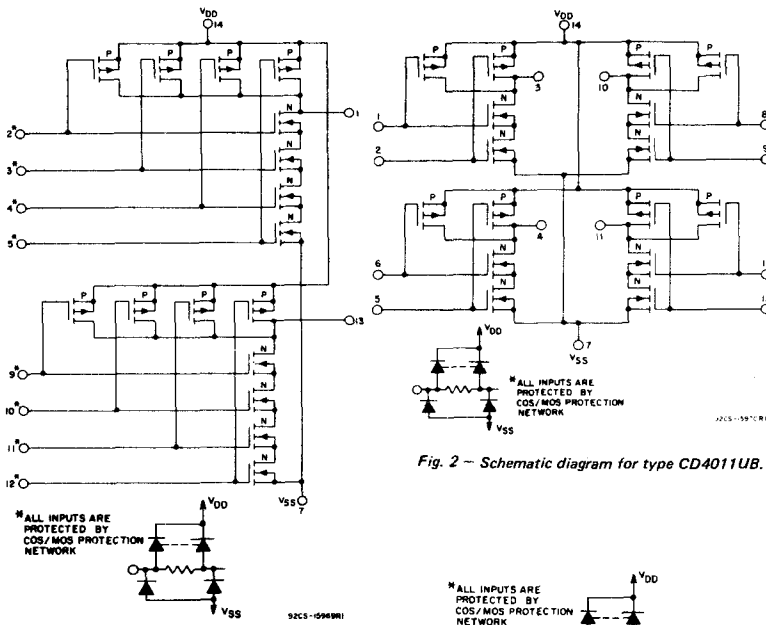 VDD
14
P
P
P
P
N
1
2*
N
3*
N
4*
N
5*
P
P
P
P
13
N
9*
N
10*
N
11*
N
12*
VSS
7
*ALL INPUTS ARE
PROTECTED BY
COS/MOS PROTECTION
NETWORK
VDD
VSS
92CS-15969R1
VDD
14
P
P
P
P
3
10
1
N
N
8
2
N
N
9
P
P
P
P
4
11
6
N
N
5
N
N
7
VSS
VDD
*ALL INPUTS ARE
PROTECTED BY
COS/MOS PROTECTION
NETWORK
VSS
Fig. 2 – Schematic diagram for type CD4011UB.
*ALL INPUTS ARE
PROTECTED BY
COS/MOS PROTECTION
NETWORK
VDD